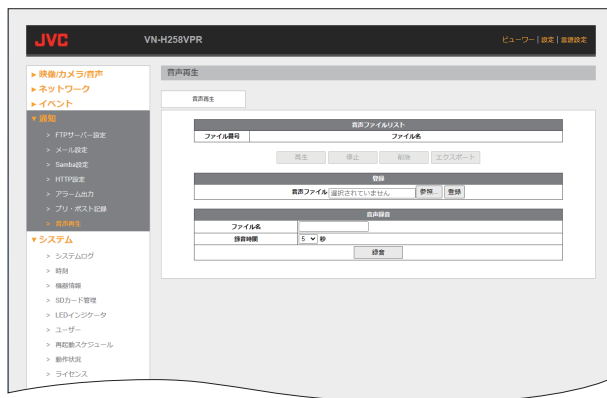 JVC VN-H258VPR ビューワー | 設定 | 言語設定
▸ 映像/カメラ/音声
▸ ネットワーク
▸ イベント
▾ 通知
> FTPサーバー設定
> メール設定
> Samba設定
> HTTP設定
> アラーム出力
> プリ・ポスト記録
> 音声再生
▾ システム
> システムログ
> 時刻
> 機器情報
> SDカード管理
> LEDインジケータ
> ユーザー
> 再起動スケジュール
> 動作状況
> ライセンス
音声再生
音声再生
音声ファイルリスト
ファイル番号 ファイル名
再生 停止 削除 エクスポート
登録
音声ファイル 選択されていません 参照... 登録
音声録音
ファイル名
録音時間 5 秒
録音